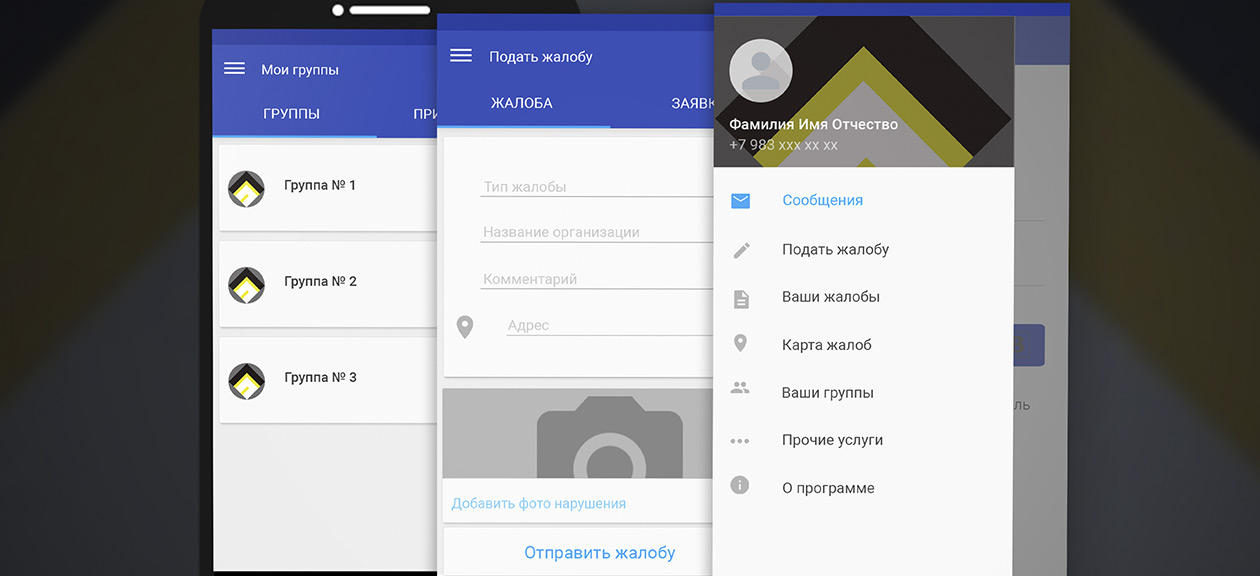 Мои группы
ГРУППЫ
ПРИ
Группа № 1
Группа № 2
Группа № 3
Подать жалобу
ЖАЛОБА
ЗАЯВК
Тип жалобы
Название организации
Комментарий
Адрес
Добавить фото нарушения
Отправить жалобу
Фамилия Имя Отчество
+7 983 xxx xx xx
Сообщения
Подать жалобу
Ваши жалобы
Карта жалоб
Ваши группы
Прочие услуги
О программе
ль